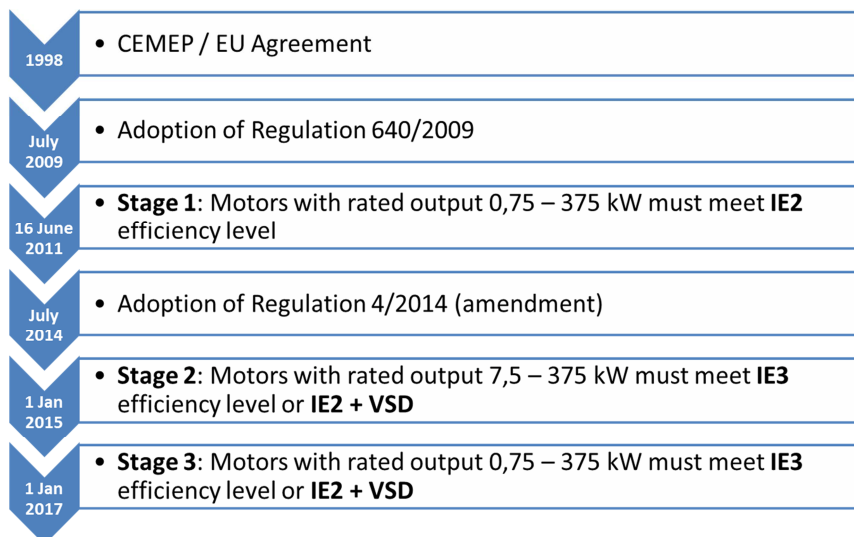 1998
• CEMEP / EU Agreement
July
2009
• Adoption of Regulation 640/2009
16 June
2011
• Stage 1: Motors with rated output 0,75 – 375 kW must meet IE2
efficiency level
July
2014
• Adoption of Regulation 4/2014 (amendment)
1 Jan
2015
• Stage 2: Motors with rated output 7,5 – 375 kW must meet IE3
efficiency level or IE2 + VSD
1 Jan
2017
• Stage 3: Motors with rated output 0,75 – 375 kW must meet IE3
efficiency level or IE2 + VSD